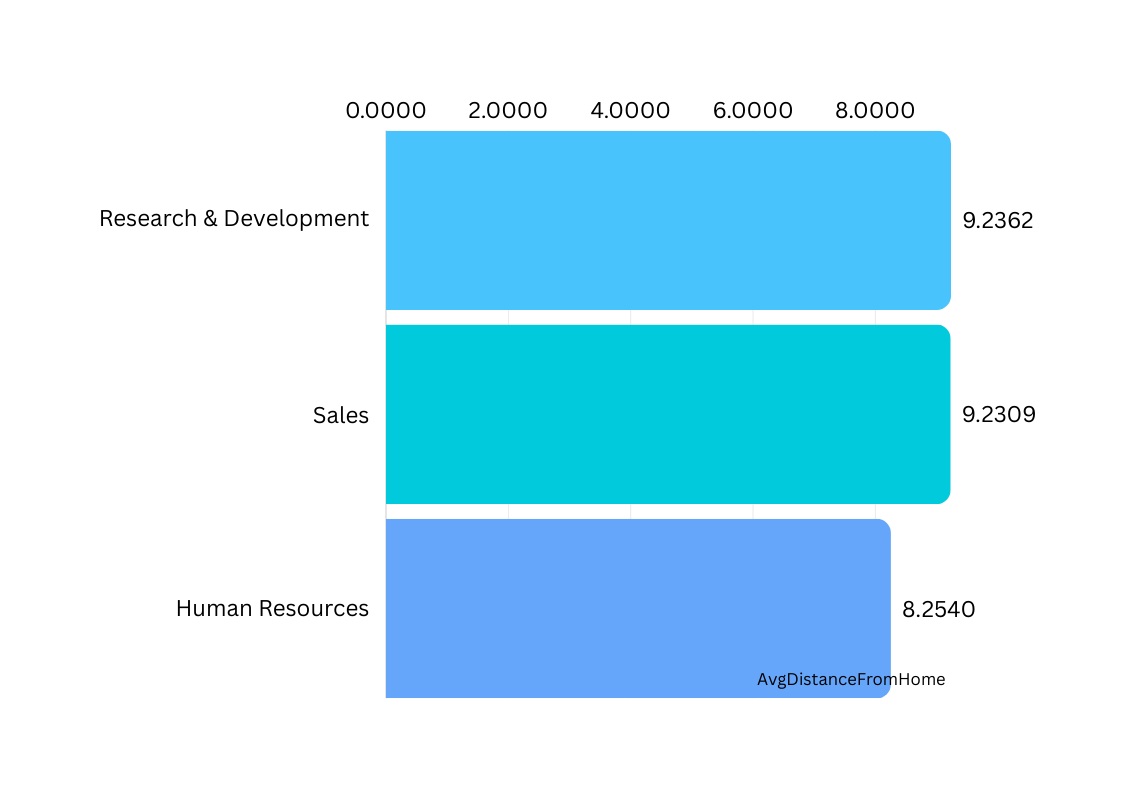 0.0000 2.0000 4.0000 6.0000 8.0000
Research & Development 9.2362
Sales 9.2309
Human Resources 8.2540
AvgDistanceFromHome